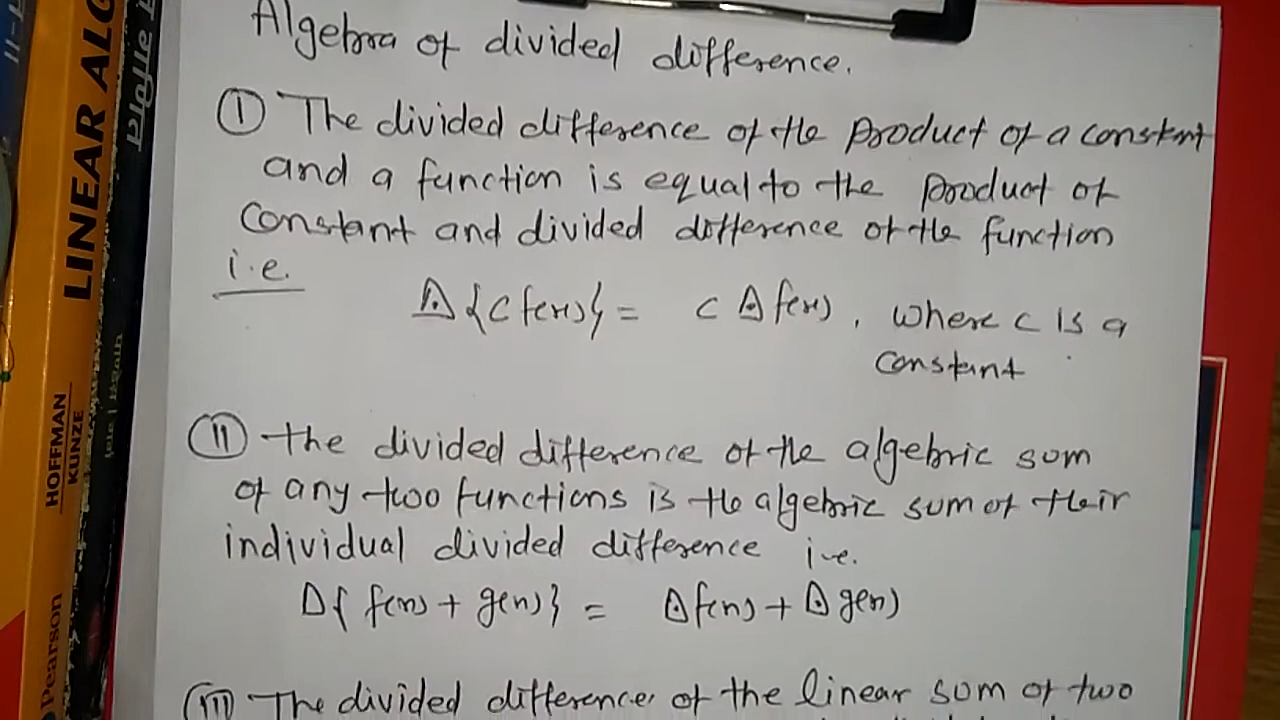 Algebra of divided difference.
(I) The divided difference of the product of a constant
and a function is equal to the product of
constant and divided difference of the function
i.e.
Δ{c f(x)} = c Δ f(x), where c is a
constant
(II) the divided difference of the algebric sum
of any two functions is the algebric sum of their
individual divided difference i.e.
Δ{f(x) + g(x)} = Δ f(x) + Δ g(x)
(III) The divided difference of the linear sum of two
LINEAR ALG
HOFFMAN
KUNZE
Pearson